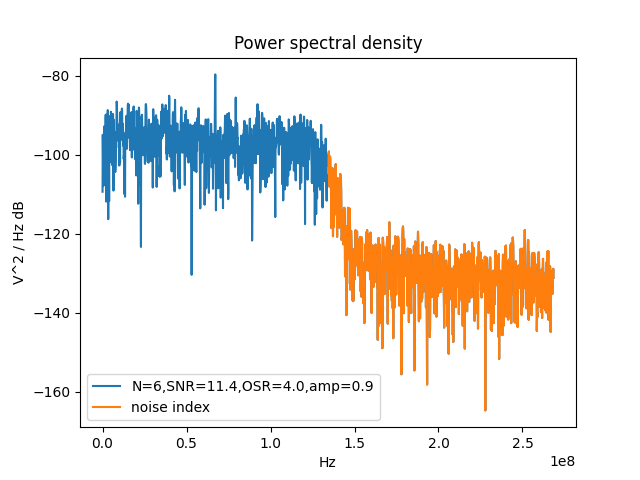 Power spectral density
V^2 / Hz dB
−80
−100
−120
−140
−160
N=6,SNR=11.4,OSR=4.0,amp=0.9
noise index
0.0 0.5 1.0 1.5 2.0 2.5
1e8
Hz